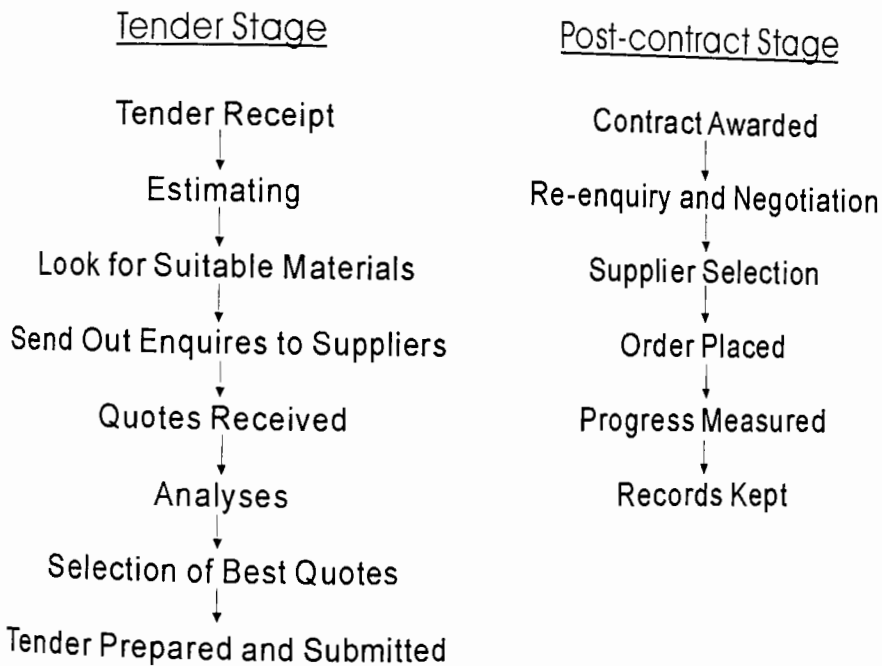 Tender Stage
Tender Receipt
Estimating
Look for Suitable Materials
Send Out Enquires to Suppliers
Quotes Received
Analyses
Selection of Best Quotes
Tender Prepared and Submitted
Post-contract Stage
Contract Awarded
Re-enquiry and Negotiation
Supplier Selection
Order Placed
Progress Measured
Records Kept